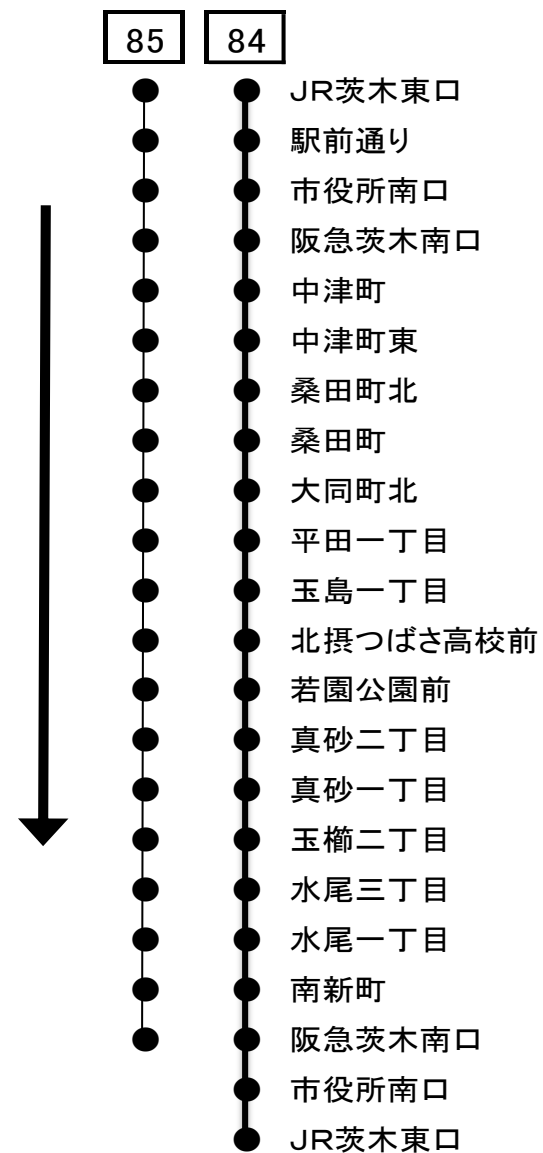 85 84
JR茨木東口
駅前通り
市役所南口
阪急茨木南口
中津町
中津町東
桑田町北
桑田町
大同町北
平田一丁目
玉島一丁目
北摂つばさ高校前
若園公園前
真砂二丁目
真砂一丁目
玉櫛二丁目
水尾三丁目
水尾一丁目
南新町
阪急茨木南口
市役所南口
JR茨木東口